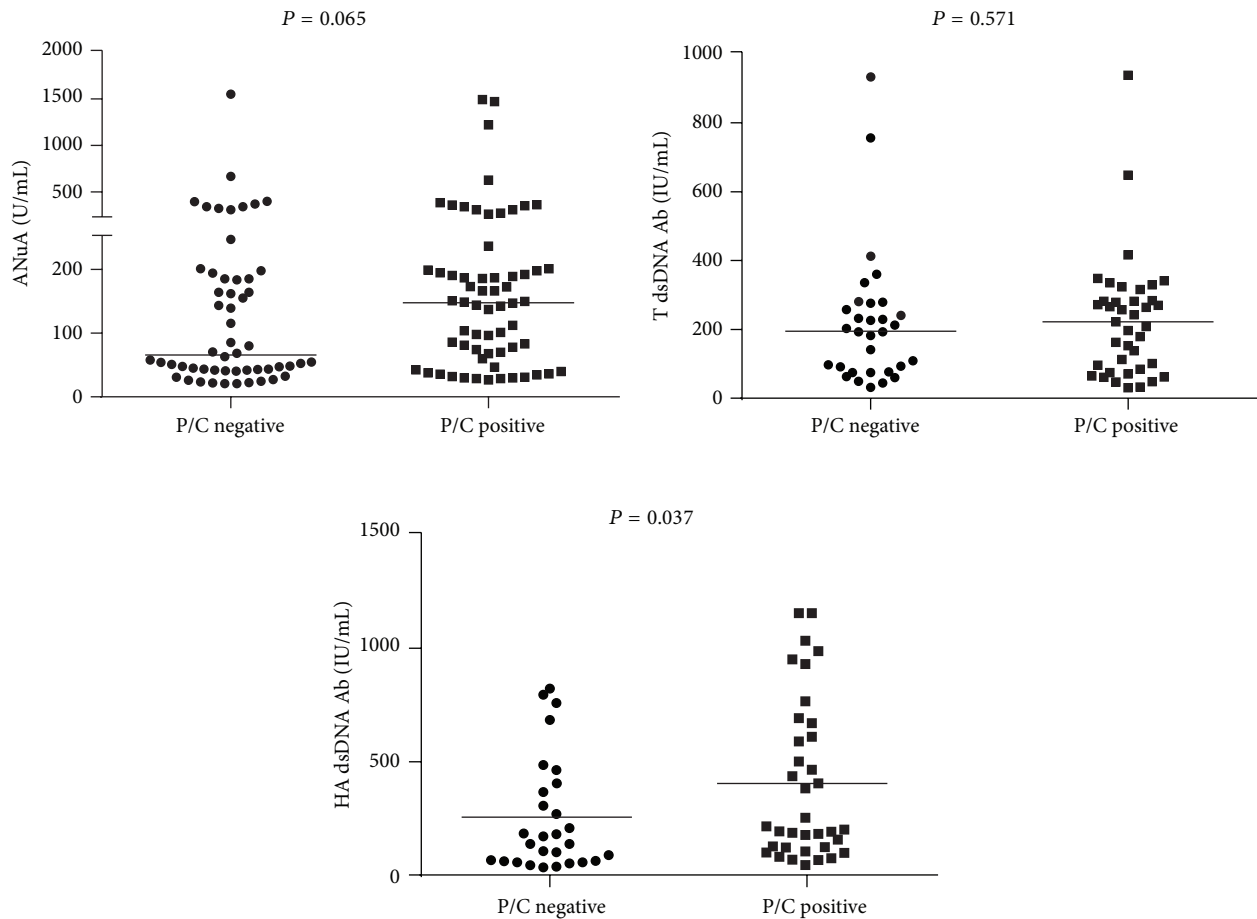 P = 0.065
2000
1500
1000
500
200
100
0
ANuA (U/mL)
P/C negative
P/C positive
P = 0.571
1000
800
600
400
200
0
T dsDNA Ab (IU/mL)
P/C negative
P/C positive
P = 0.037
1500
1000
500
0
HA dsDNA Ab (IU/mL)
P/C negative
P/C positive